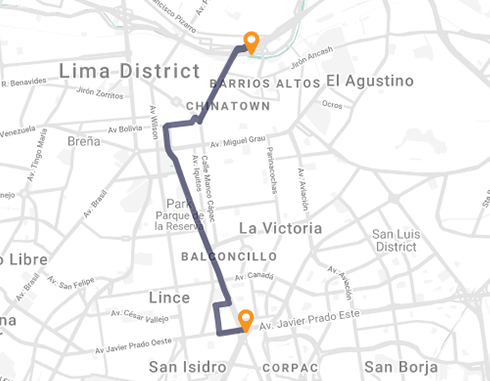 Francisco Pizarro
Jirón Ancash
Lima District
BARRIOS ALTOS
El Agustino
R. Benavides
Jirón Zorritos
CHINATOWN
Ocros
Av Wilson
Venezuela
Av Bolivia
Av. Miguel Grau
Breña
Av. Tingo María
Av. Iquitos
Calle Manco Cápac
Parinacochas
Av. Aviación
Av. Brasil
Park
Parque de
la Reserva
La Victoria
San Luis
District
BALCONCILLO
o Libre
Av. Brasil
Av. San Felipe
Av. Canadá
Av. Aviación
Lince
Av. César Vallejo
Av. Javier Prado Este
na
Av. Javier Prado Oeste
San Isidro
CORPAC
San Borja